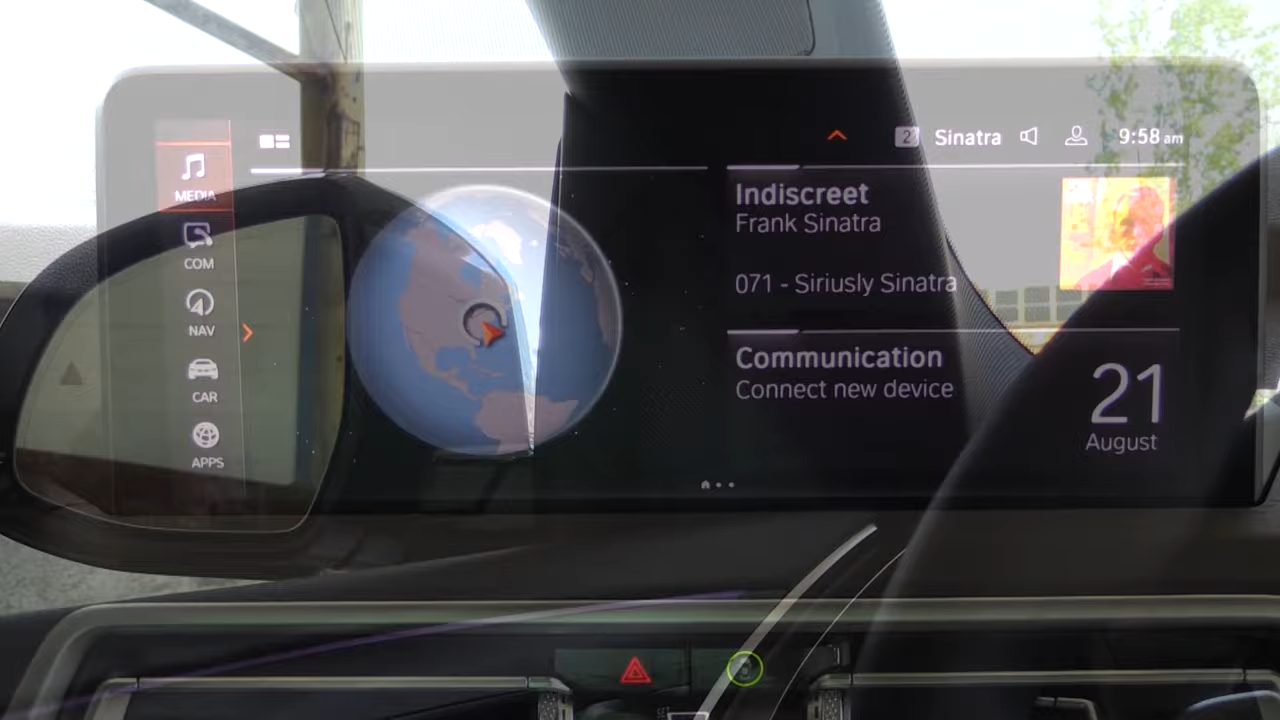 2 Sinatra 9:58 am
MEDIA
COM
NAV
CAR
APPS
Indiscreet
Frank Sinatra
071 - Siriusly Sinatra
Communication
Connect new device
21
August